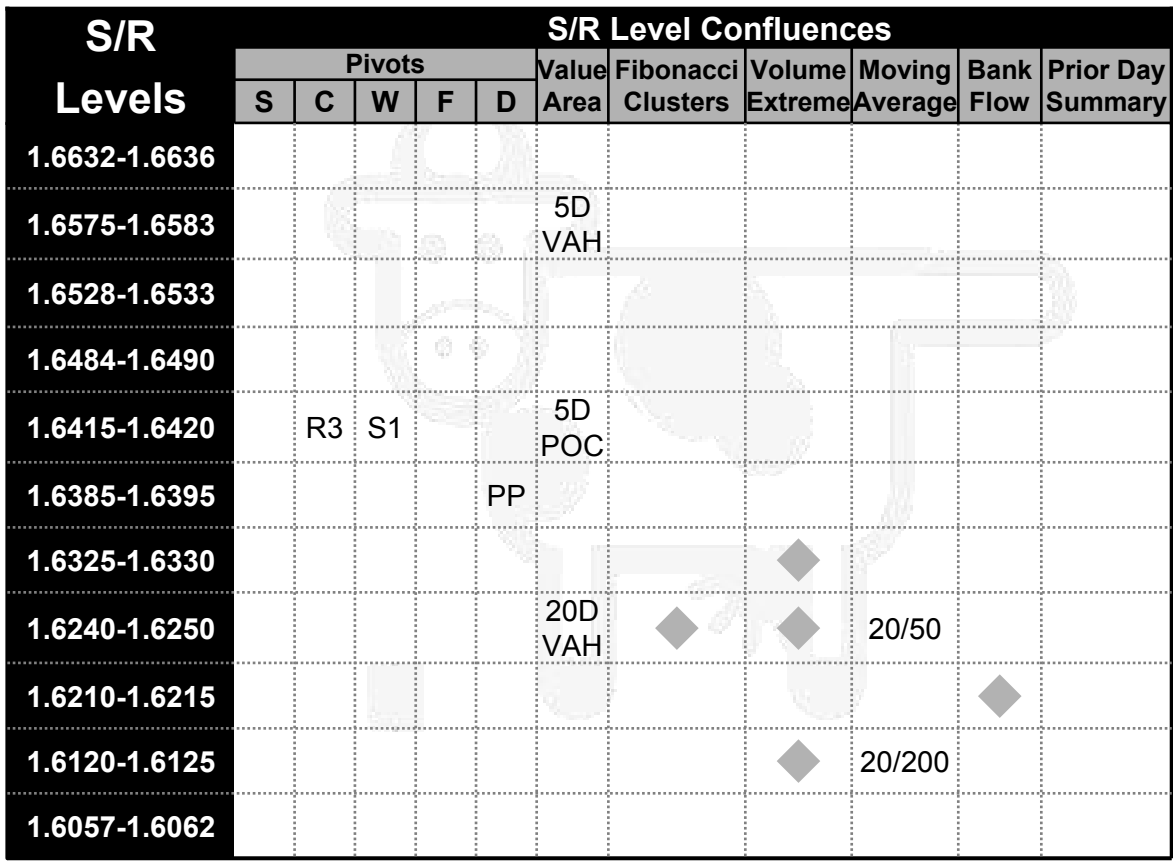 S/R Levels
S/R Level Confluences
Pivots
Value Area
Fibonacci Clusters
Volume Extreme
Moving Average
Bank Flow
Prior Day Summary
S C W F D
1.6632-1.6636
1.6575-1.6583 5D VAH
1.6528-1.6533
1.6484-1.6490
1.6415-1.6420 R3 S1 5D POC
1.6385-1.6395 PP
1.6325-1.6330
1.6240-1.6250 20D VAH 20/50
1.6210-1.6215
1.6120-1.6125 20/200
1.6057-1.6062